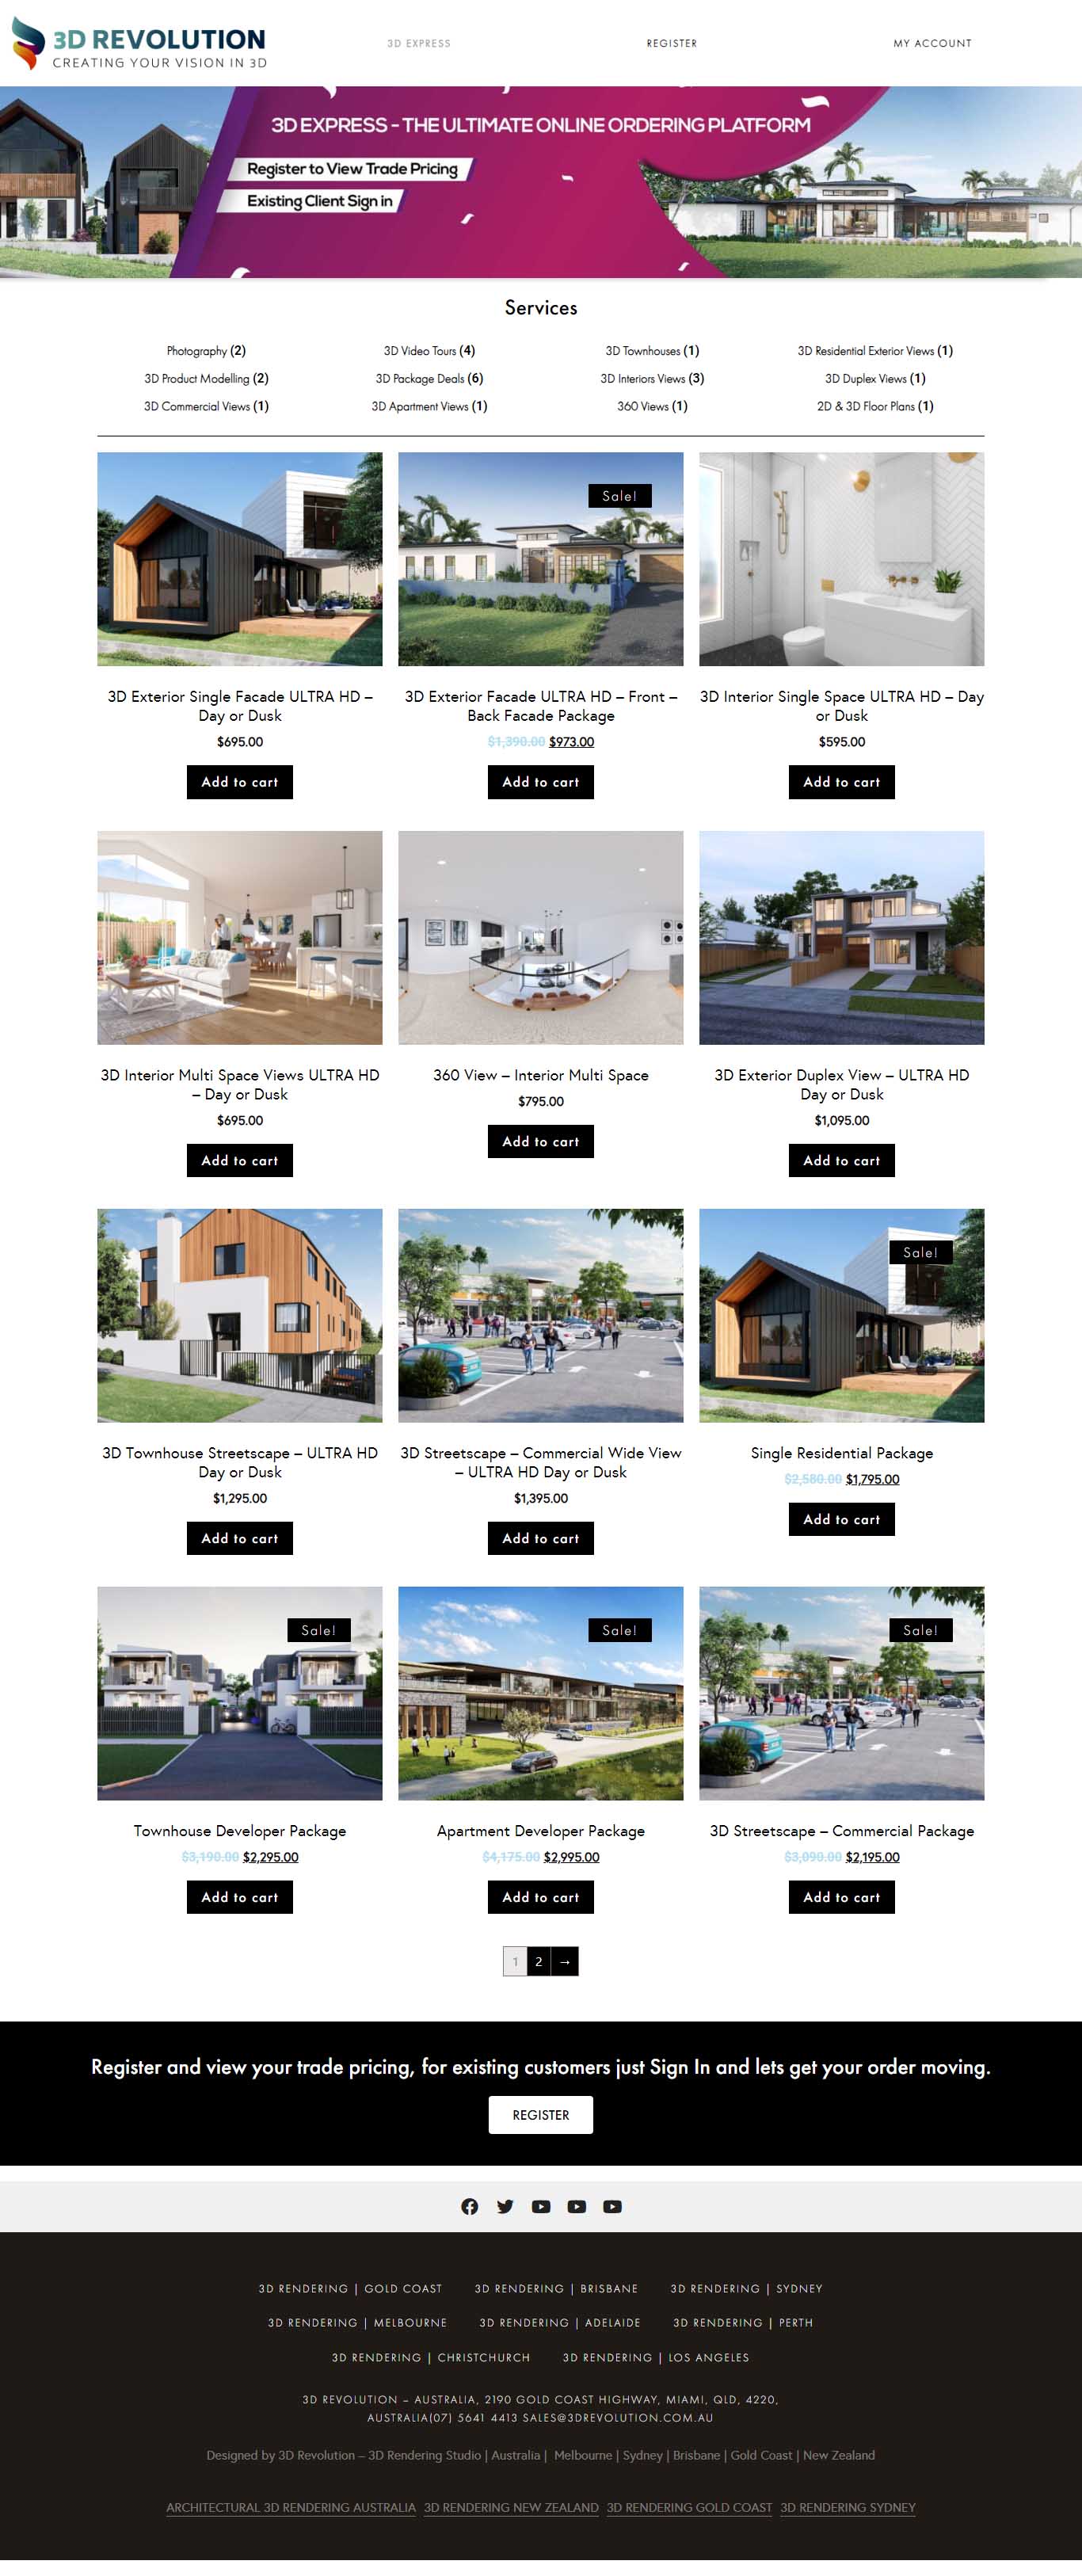 3D REVOLUTION
CREATING YOUR VISION IN 3D
3D EXPRESS
REGISTER
MY ACCOUNT
3D EXPRESS - THE ULTIMATE ONLINE ORDERING PLATFORM
Register to View Trade Pricing
Existing Client Sign in
Services
Photography (2)
3D Video Tours (4)
3D Townhouses (1)
3D Residential Exterior Views (1)
3D Product Modelling (2)
3D Package Deals (6)
3D Interiors Views (3)
3D Duplex Views (1)
3D Commercial Views (1)
3D Apartment Views (1)
360 Views (1)
2D & 3D Floor Plans (1)
3D Exterior Single Facade ULTRA HD –
Day or Dusk
$695.00
Add to cart
Sale!
3D Exterior Facade ULTRA HD – Front –
Back Facade Package
$1,390.00 $973.00
Add to cart
3D Interior Single Space ULTRA HD – Day
or Dusk
$595.00
Add to cart
3D Interior Multi Space Views ULTRA HD
– Day or Dusk
$695.00
Add to cart
360 View – Interior Multi Space
$795.00
Add to cart
3D Exterior Duplex View – ULTRA HD
Day or Dusk
$1,095.00
Add to cart
3D Townhouse Streetscape – ULTRA HD
Day or Dusk
$1,295.00
Add to cart
3D Streetscape – Commercial Wide View
– ULTRA HD Day or Dusk
$1,395.00
Add to cart
Sale!
Single Residential Package
$2,580.00 $1,795.00
Add to cart
Sale!
Townhouse Developer Package
$3,190.00 $2,295.00
Add to cart
Sale!
Apartment Developer Package
$4,175.00 $2,995.00
Add to cart
Sale!
3D Streetscape – Commercial Package
$3,090.00 $2,195.00
Add to cart
1 2 →
Register and view your trade pricing, for existing customers just Sign In and lets get your order moving.
REGISTER
3D RENDERING | GOLD COAST
3D RENDERING | BRISBANE
3D RENDERING | SYDNEY
3D RENDERING | MELBOURNE
3D RENDERING | ADELAIDE
3D RENDERING | PERTH
3D RENDERING | CHRISTCHURCH
3D RENDERING | LOS ANGELES
3D REVOLUTION – AUSTRALIA, 2190 GOLD COAST HIGHWAY, MIAMI, QLD, 4220,
AUSTRALIA(07) 5641 4413 SALES@3DREVOLUTION.COM.AU
Designed by 3D Revolution – 3D Rendering Studio | Australia | Melbourne | Sydney | Brisbane | Gold Coast | New Zealand
ARCHITECTURAL 3D RENDERING AUSTRALIA 3D RENDERING NEW ZEALAND 3D RENDERING GOLD COAST 3D RENDERING SYDNEY